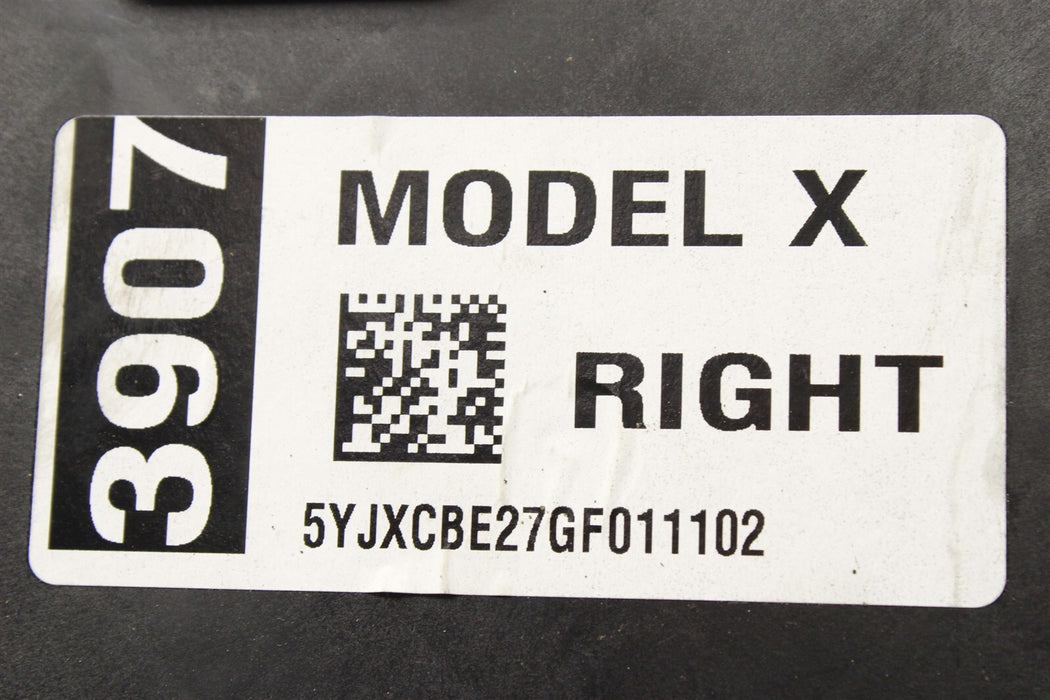 3907
MODEL X
RIGHT
5YJXCBE27GF011102